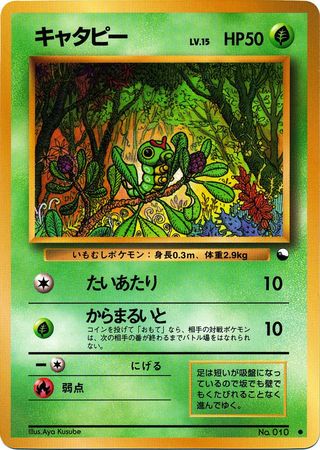 キャタピー LV.15 HP50
いもむしポケモン：身長0.3m、体重2.9kg
たいあたり 10
からまるいと 10
コインを投げて「おもて」なら、相手の対戦ポケモン
は、次の相手の番が終わるまでバトル場をはなれら
れない。
にげる
弱点
足は短いが吸盤になっ
ているので坂でも壁で
もくたびれることなく
進んでゆく。
Illus.Aya Kusube No. 010